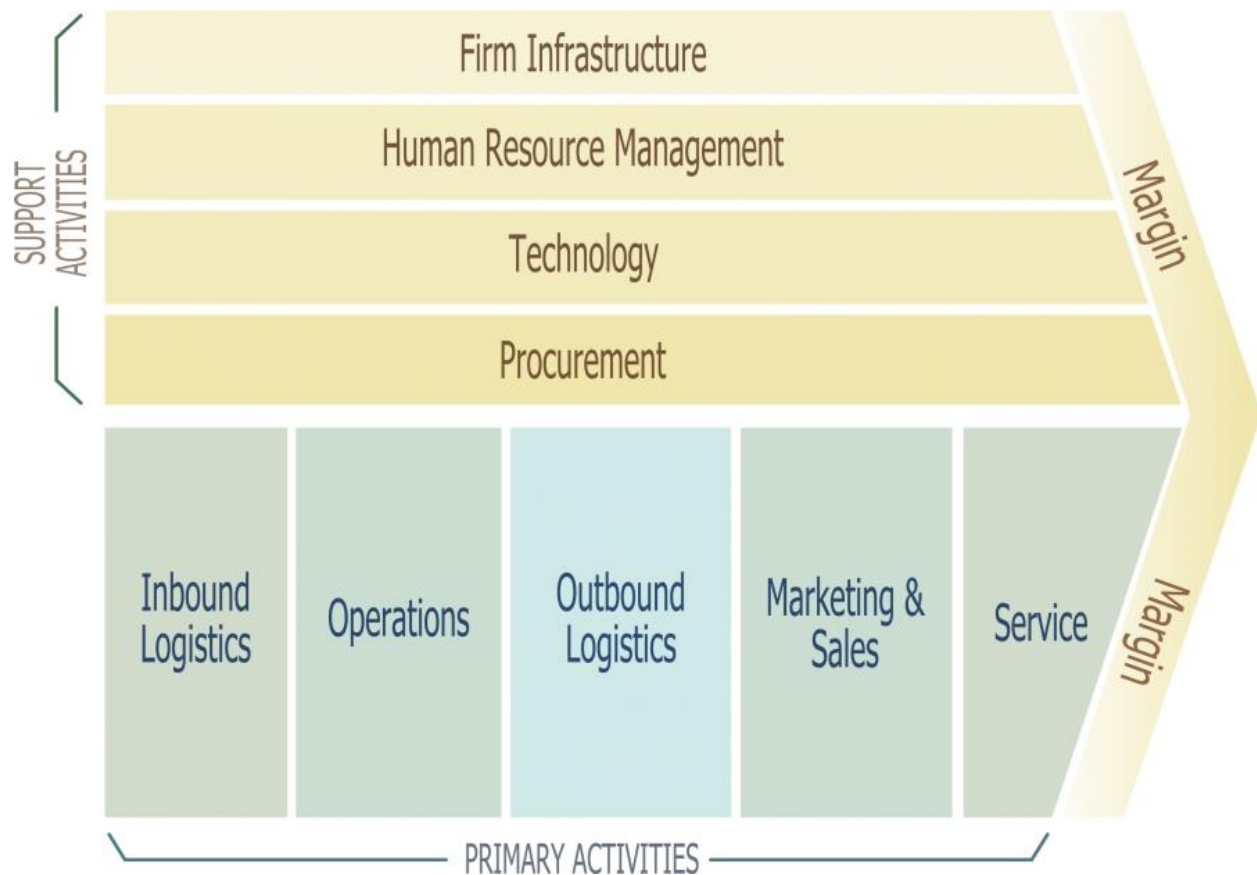 SUPPORT
ACTIVITIES
Firm Infrastructure
Human Resource Management
Technology
Procurement
Margin
Inbound
Logistics
Operations
Outbound
Logistics
Marketing &
Sales
Service
Margin
PRIMARY ACTIVITIES